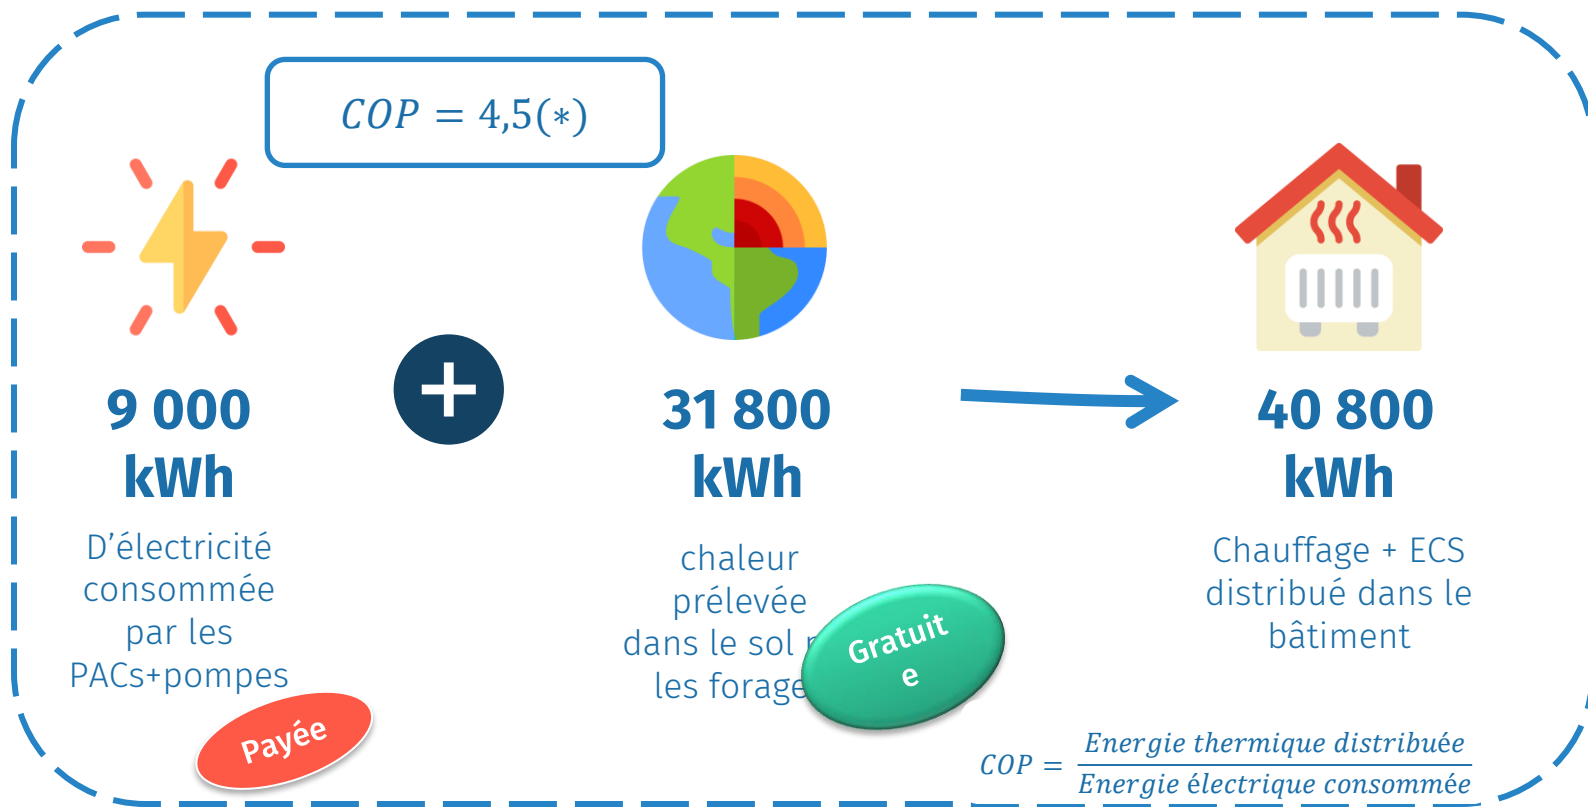 COP = 4,5(*)
9 000
kWh
D’électricité
consommée
par les
PACs+pompes
Payée
31 800
kWh
chaleur
prélevée
dans le sol
les forage
Gratuit
e
40 800
kWh
Chauffage + ECS
distribué dans le
bâtiment
COP = Energie thermique distribuée
Energie électrique consommée